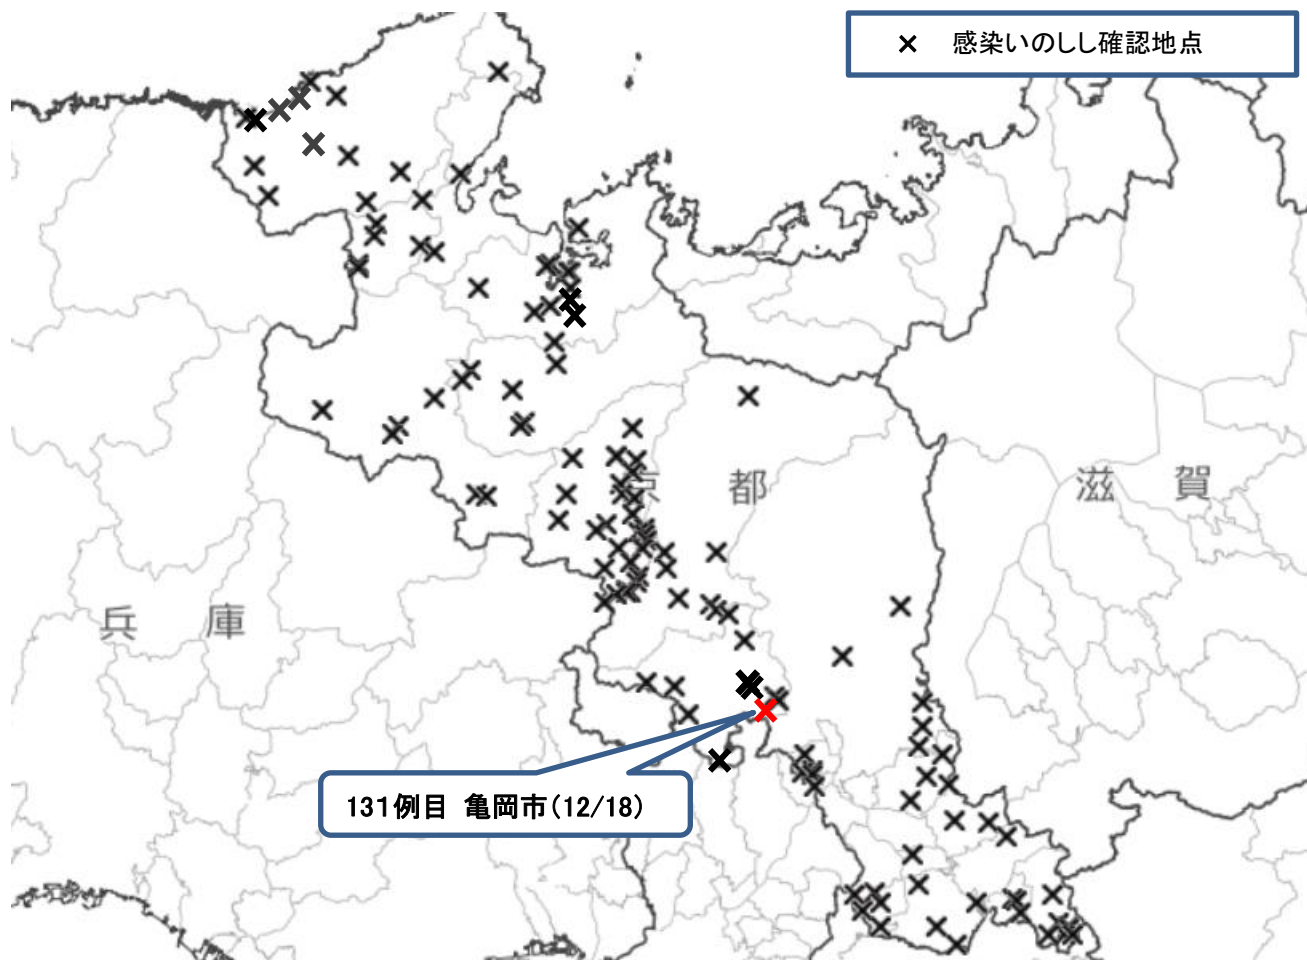 × 感染いのしし確認地点
京 都
滋 賀
兵 庫
131例目 亀岡市(12/18)